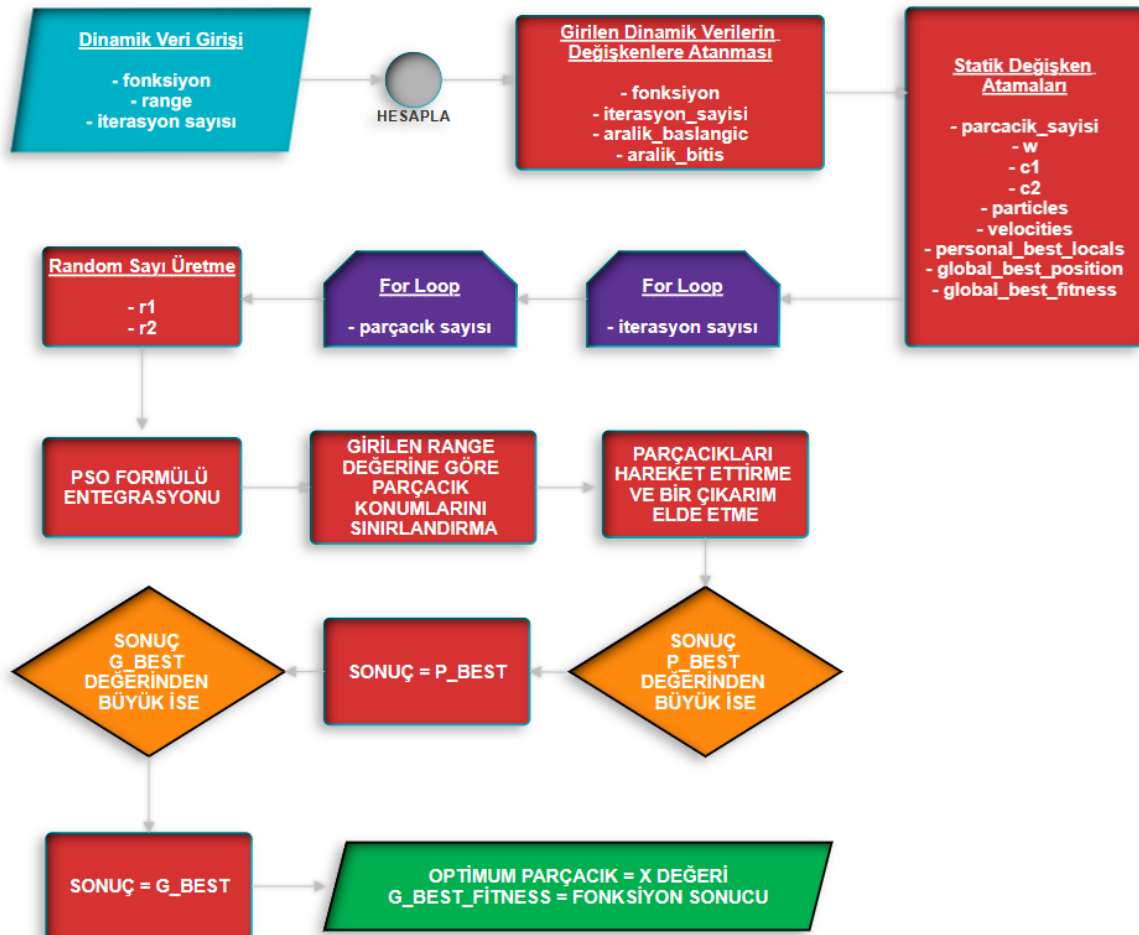 Dinamik Veri Girişi
- fonksiyon
- range
- iterasyon sayısı
HESAPLA
Girilen Dinamik Verilerin
Değişkenlere Atanması
- fonksiyon
- iterasyon_sayisi
- aralik_baslangic
- aralik_bitis
Statik Değişken
Atamaları
- parcacik_sayisi
- w
- c1
- c2
- particles
- velocities
- personal_best_locals
- global_best_position
- global_best_fitness
For Loop
- iterasyon sayısı
For Loop
- parçacık sayısı
Random Sayı Üretme
- r1
- r2
PSO FORMÜLÜ
ENTEGRASYONU
GİRİLEN RANGE
DEĞERİNE GÖRE
PARÇACIK
KONUMLARINI
SINIRLANDIRMA
PARÇACIKLARI
HAREKET ETTİRME
VE BİR ÇIKARIM
ELDE ETME
SONUÇ
P_BEST
DEĞERİNDEN
BÜYÜK İSE
SONUÇ = P_BEST
SONUÇ
G_BEST
DEĞERİNDEN
BÜYÜK İSE
SONUÇ = G_BEST
OPTİMUM PARÇACIK = X DEĞERİ
G_BEST_FİTNESS = FONKSİYON SONUCU